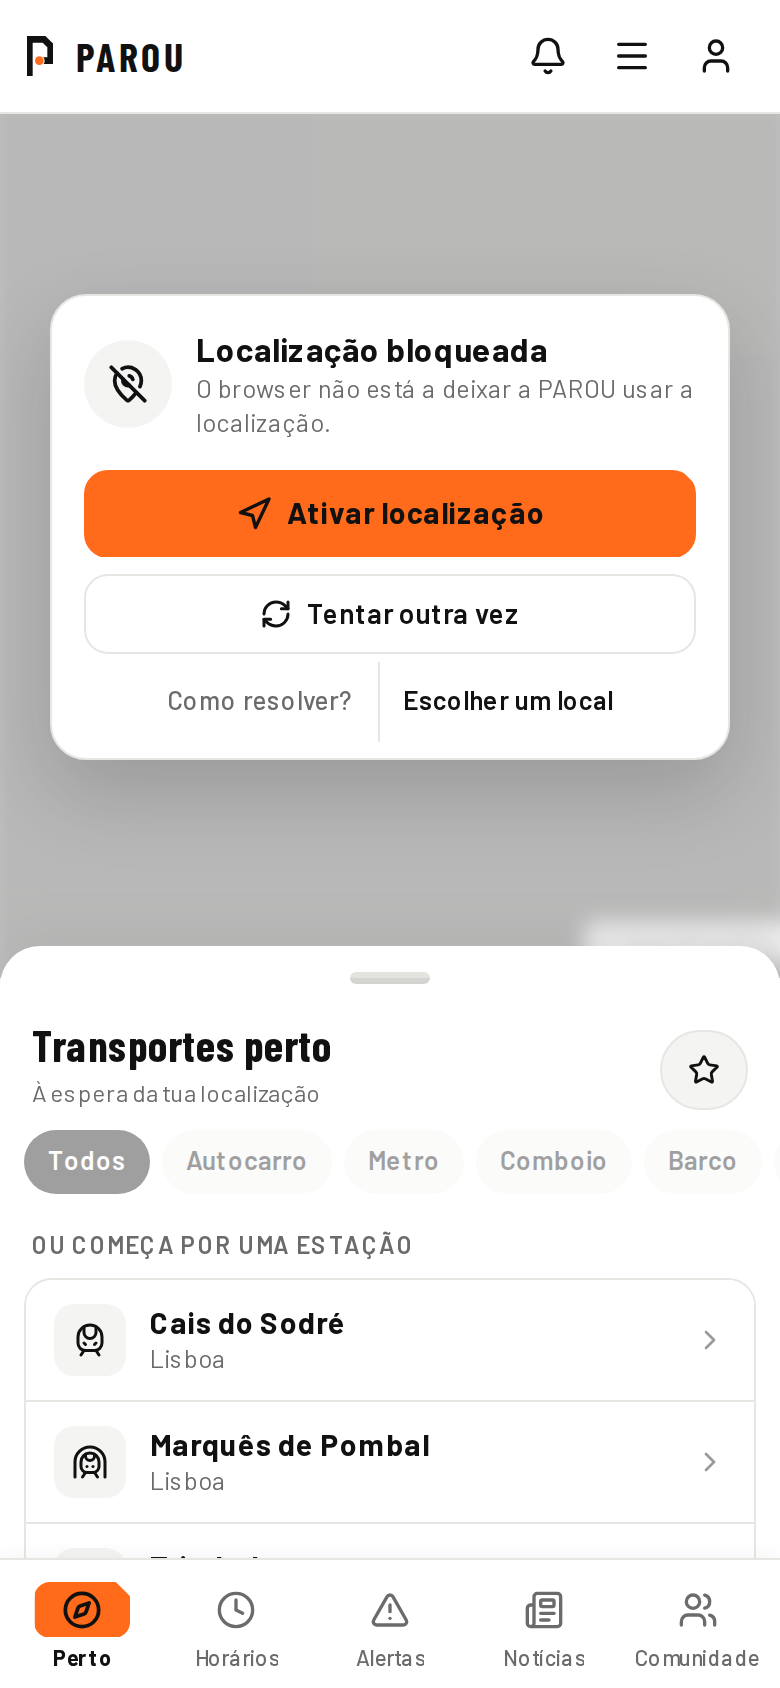 PAROU
Localização bloqueada
O browser não está a deixar a PAROU usar a
localização.
Ativar localização
Tentar outra vez
Como resolver?
Escolher um local
Transportes perto
À espera da tua localização
Todos
Autocarro
Metro
Comboio
Barco
OU COMEÇA POR UMA ESTAÇÃO
Cais do Sodré
Lisboa
Marquês de Pombal
Lisboa
Perto
Horários
Alertas
Notícias
Comunidade